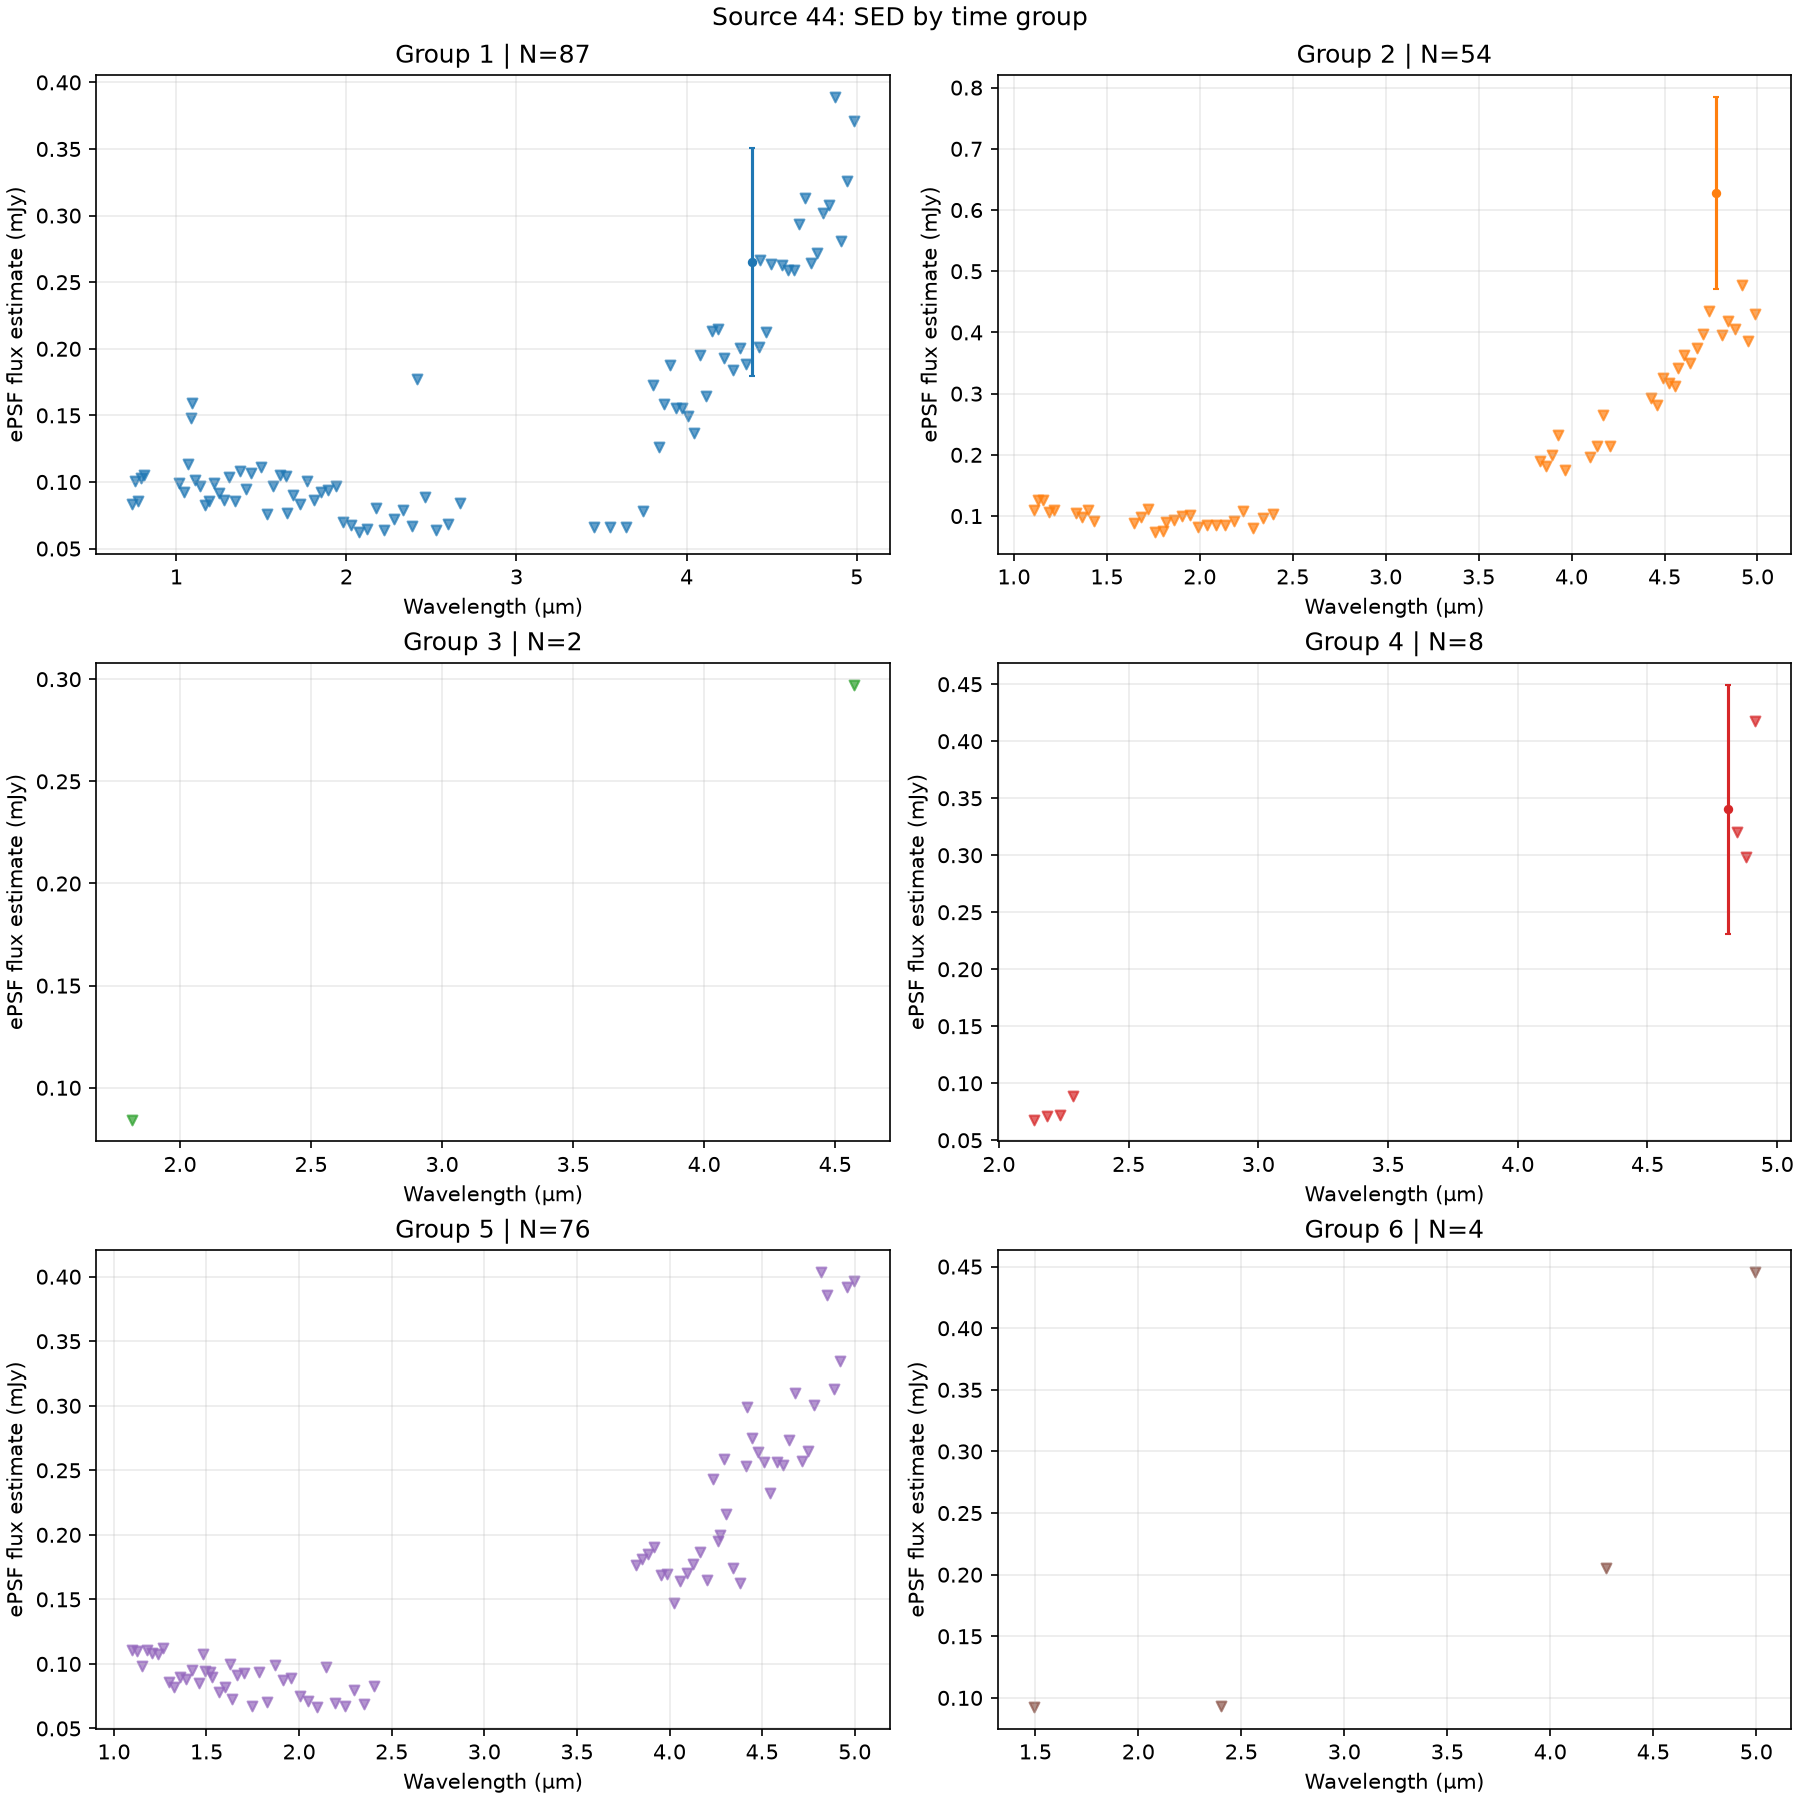 Source 44: SED by time group
Group 1 | N=87
0.40
0.35
0.30
0.25
0.20
0.15
0.10
0.05
ePSF flux estimate (mJy)
1 2 3 4 5
Wavelength (µm)
Group 2 | N=54
0.8
0.7
0.6
0.5
0.4
0.3
0.2
0.1
ePSF flux estimate (mJy)
1.0 1.5 2.0 2.5 3.0 3.5 4.0 4.5 5.0
Wavelength (µm)
Group 3 | N=2
0.30
0.25
0.20
0.15
0.10
ePSF flux estimate (mJy)
2.0 2.5 3.0 3.5 4.0 4.5
Wavelength (µm)
Group 4 | N=8
0.45
0.40
0.35
0.30
0.25
0.20
0.15
0.10
0.05
ePSF flux estimate (mJy)
2.0 2.5 3.0 3.5 4.0 4.5 5.0
Wavelength (µm)
Group 5 | N=76
0.40
0.35
0.30
0.25
0.20
0.15
0.10
0.05
ePSF flux estimate (mJy)
1.0 1.5 2.0 2.5 3.0 3.5 4.0 4.5 5.0
Wavelength (µm)
Group 6 | N=4
0.45
0.40
0.35
0.30
0.25
0.20
0.15
0.10
ePSF flux estimate (mJy)
1.5 2.0 2.5 3.0 3.5 4.0 4.5 5.0
Wavelength (µm)